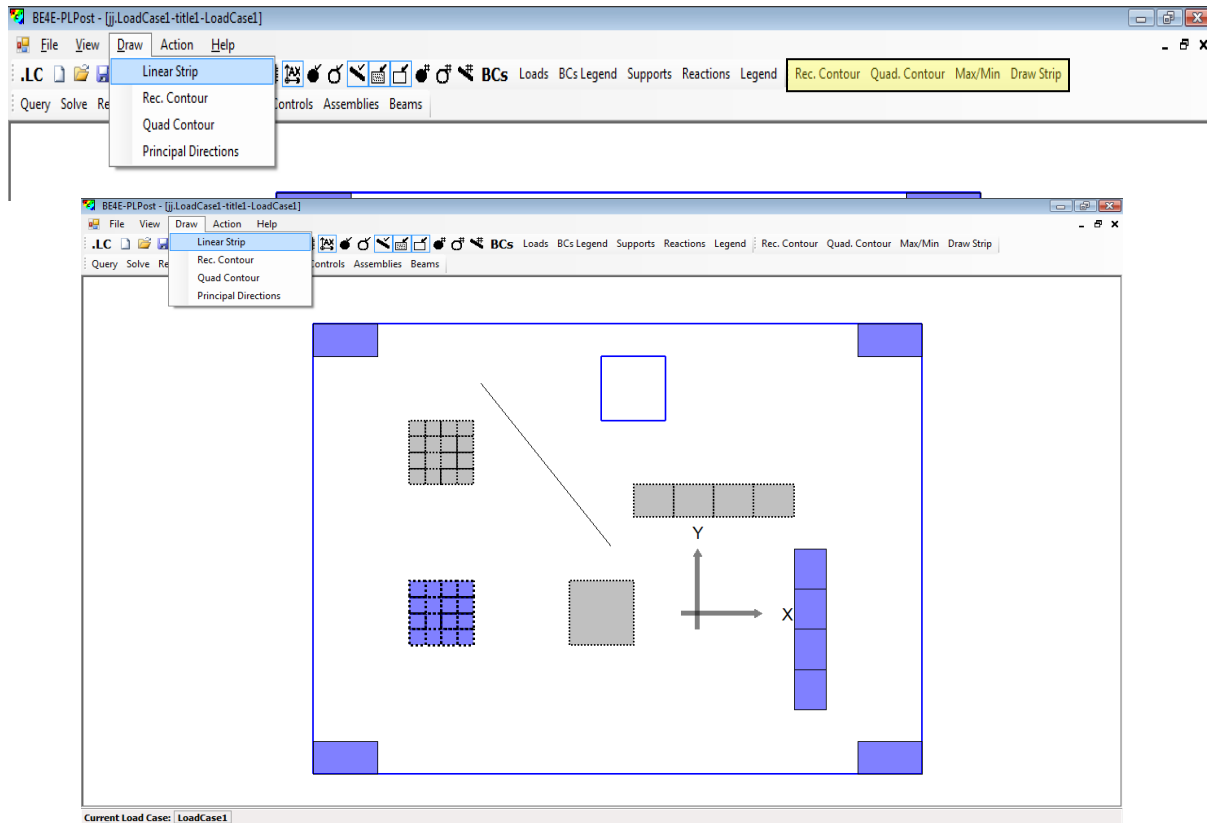 BE4E-PLPost - [jj.LoadCase1-title1-LoadCase1]
File View Draw Action Help
.LC BCs Loads BCs Legend Supports Reactions Legend Rec. Contour Quad. Contour Max/Min Draw Strip
Linear Strip
Query Solve Re ontrols Assemblies Beams
Rec. Contour
Quad Contour
Principal Directions
BE4E-PLPost - [jj.LoadCase1-title1-LoadCase1]
File View Draw Action Help
.LC BCs Loads BCs Legend Supports Reactions Legend Rec. Contour Quad. Contour Max/Min Draw Strip
Linear Strip
Query Solve Re ontrols Assemblies Beams
Rec. Contour
Quad Contour
Principal Directions
Y
X
Current Load Case: LoadCase1